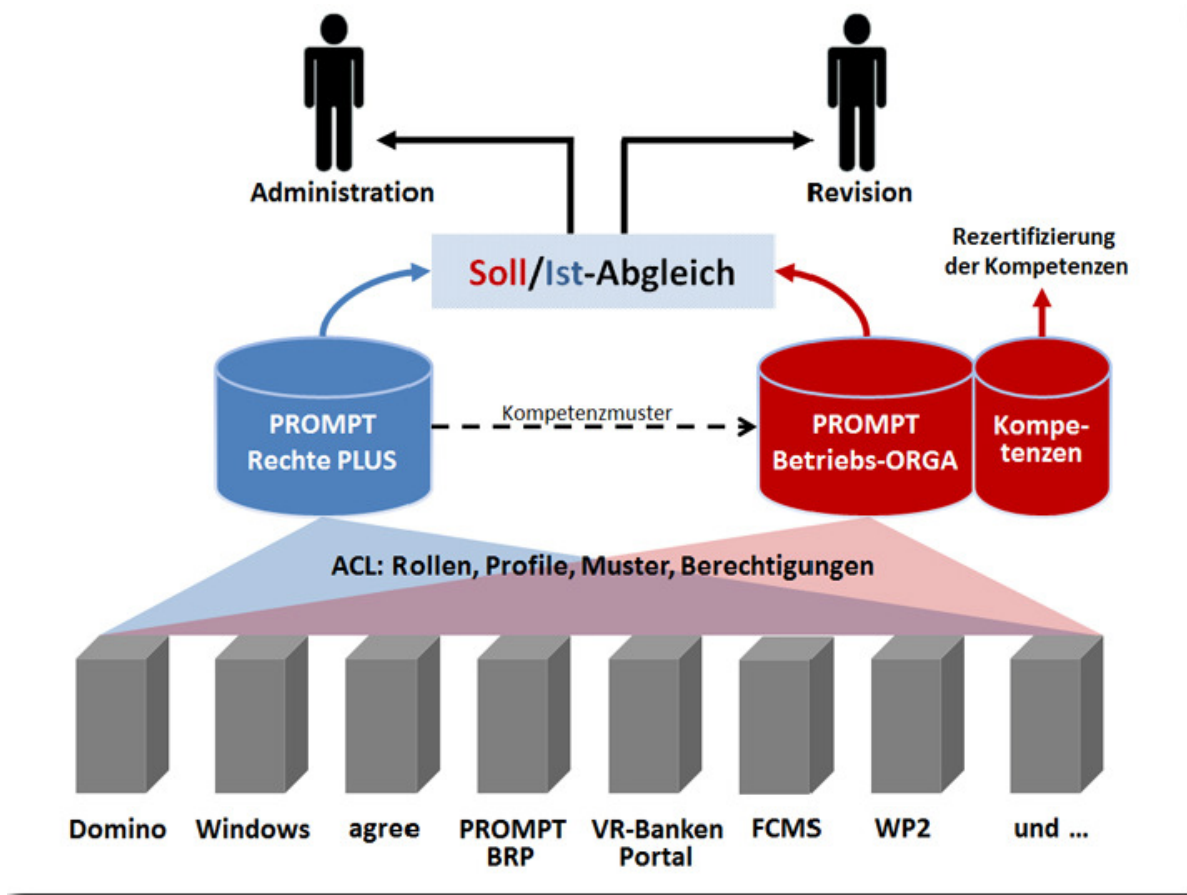 Administration
Revision
Rezertifizierung
der Kompetenzen
Soll/Ist-Abgleich
PROMPT
Rechte PLUS
Kompetenzmuster
PROMPT
Betriebs-ORGA
Kompe-
tenzen
ACL: Rollen, Profile, Muster, Berechtigungen
Domino
Windows
agree
PROMPT
BRP
VR-Banken
Portal
FCMS
WP2
und ...